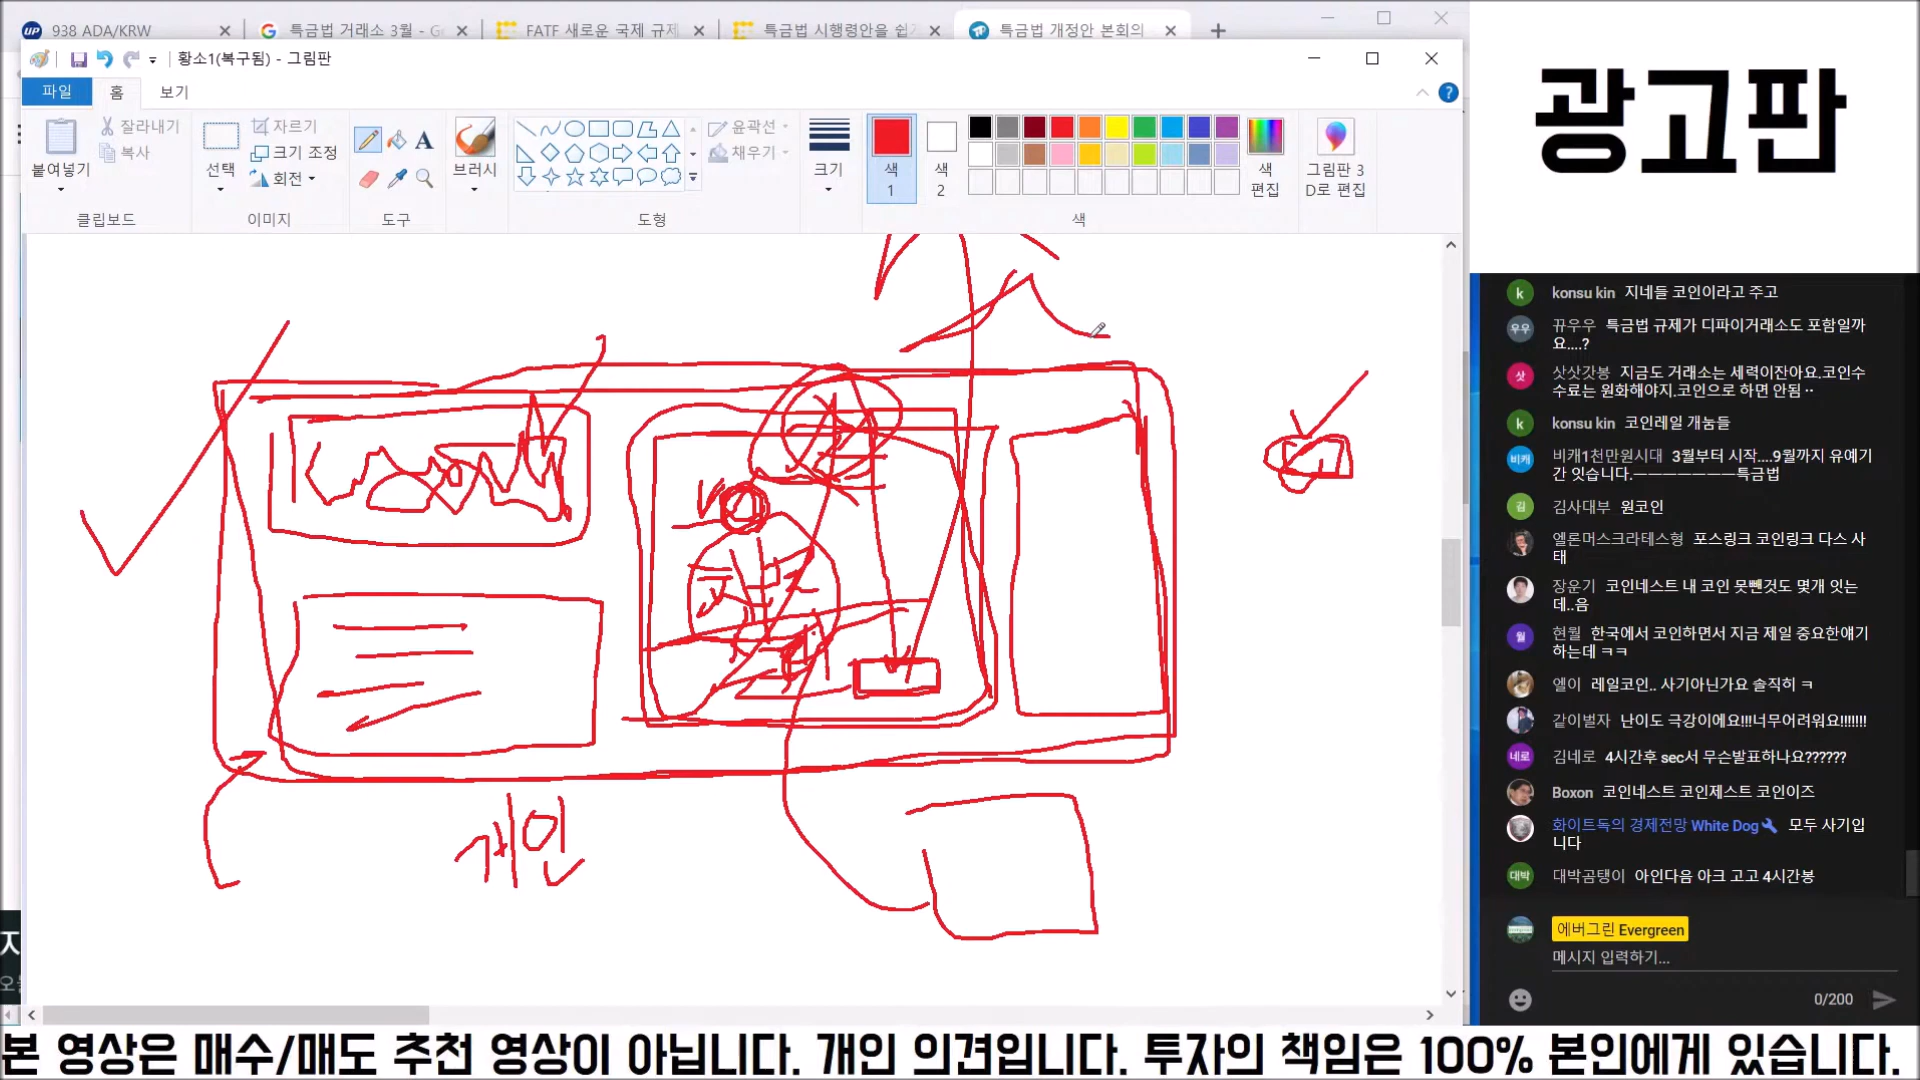 938 ADA/KRW
특금법 거래소 3월 - G
FATF 새로운 국제 규제
특금법 시행령안을 쉽
특금법 개정안 본회의
황소1(복구됨) - 그림판
파일
홈
보기
붙여넣기
잘라내기
복사
클립보드
선택
자르기
크기 조정
회전
이미지
도구
브러시
윤곽선
채우기
도형
크기
색
1
색
2
색
편집
그림판 3
D로 편집
색
개인
광고판
konsu kin 지네들 코인이라고 주고
뀨우우 특금법 규제가 디파이거래소도 포함일까
요....?
삿삿갓봉 지금도 거래소는 세력이잔아요.코인수
수료는 원화해야지.코인으로 하면 안됨··
konsu kin 코인레일 개놈들
비캐1천만원시대 3월부터 시작....9월까지 유예기
간 잇습니다.ㅡㅡㅡㅡㅡㅡㅡ특금법
김사대부 원코인
엘론머스크라테스형 포스링크 코인링크 다스 사
태
장운기 코인네스트 내 코인 못뺀것도 몇개 잇는
데..음
현월 한국에서 코인하면서 지금 제일 중요한얘기
하는데 ㅋㅋ
엘이 레일코인.. 사기아닌가요 솔직히 ㅋ
같이벌자 난이도 극강이에요!!!너무어려워요!!!!!!!
김네로 4시간후 sec서 무슨발표하나요??????
Boxon 코인네스트 코인제스트 코인이즈
화이트독의 경제전망 White Dog 모두 사기입
니다
대박곰탱이 아인다음 아크 고고 4시간봉
에버그린 Evergreen
메시지 입력하기...
0/200
본 영상은 매수/매도 추천 영상이 아닙니다. 개인 의견입니다. 투자의 책임은 100% 본인에게 있습니다.